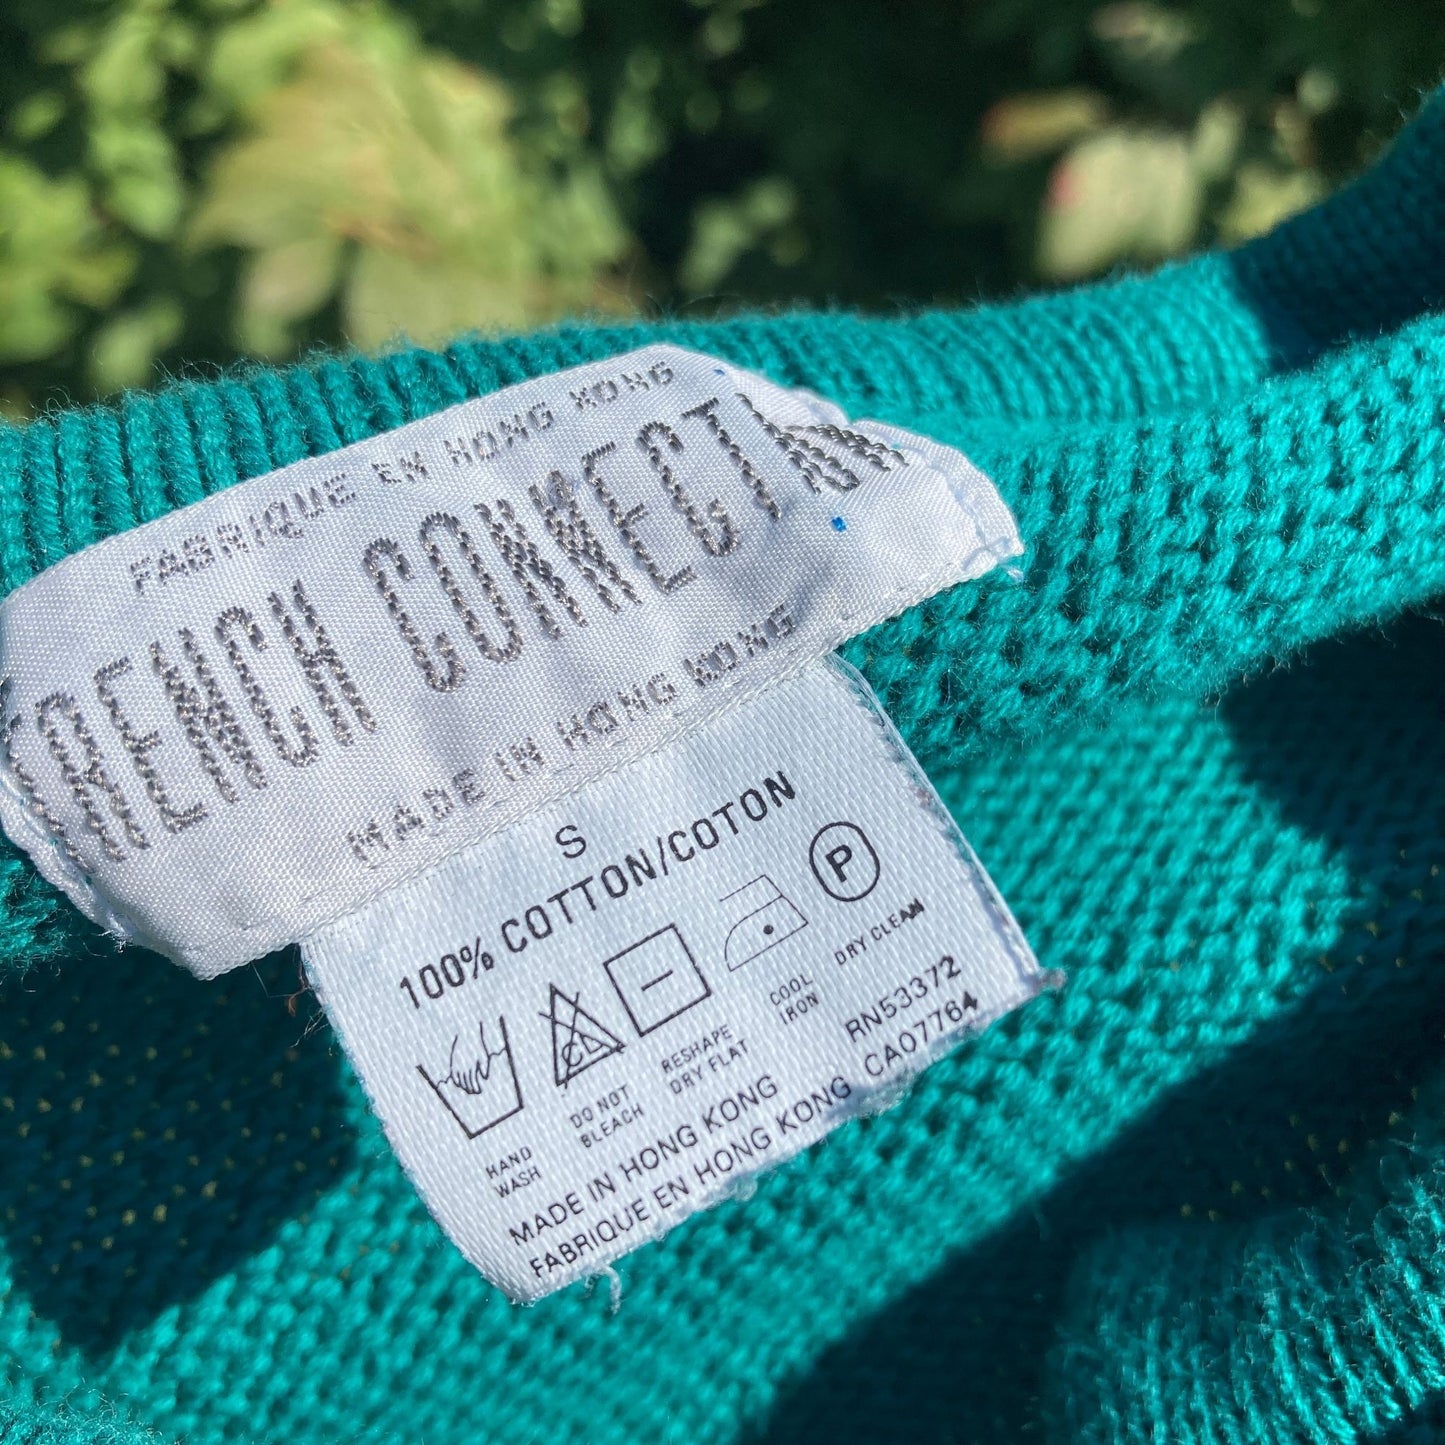 FABRIQUE EN HONG KONG
FRENCH CONNECTION
MADE IN HONG KONG
S
100% COTTON/COTON
CL
P
HAND
WASH
DO NOT
BLEACH
RESHAPE
DRY FLAT
COOL
IRON
DRY CLEAN
RN53372
CA07764
MADE IN HONG KONG
FABRIQUE EN HONG KONG